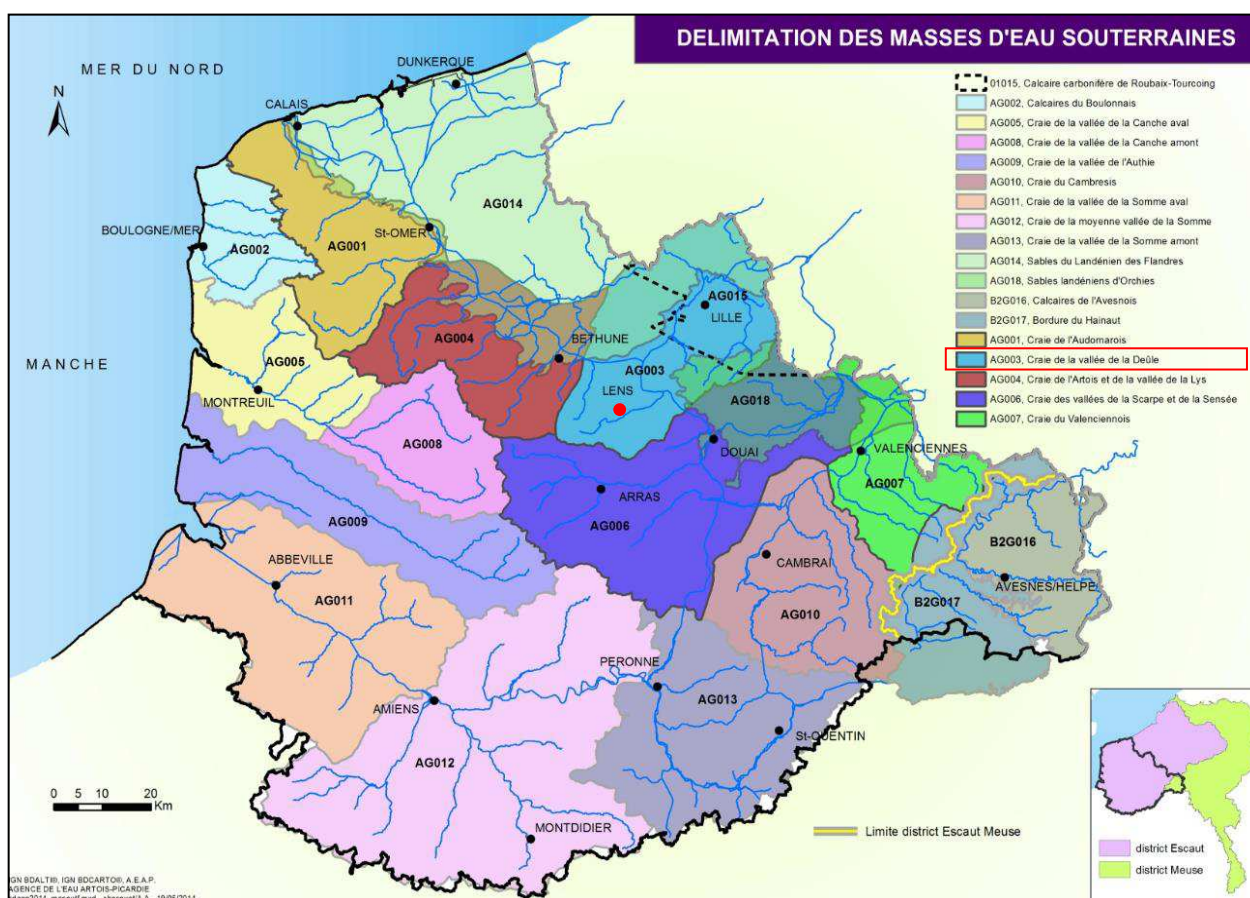 DELIMITATION DES MASSES D'EAU SOUTERRAINES
MER DU NORD
N
DUNKERQUE
CALAIS
01015, Calcaire carbonifère de Roubaix-Tourcoing
AG002, Calcaires du Boulonnais
AG005, Craie de la vallée de la Canche aval
AG008, Craie de la vallée de la Canche amont
AG009, Craie de la vallée de l'Authie
AG010, Craie du Cambresis
AG011, Craie de la vallée de la Somme aval
AG012, Craie de la moyenne vallée de la Somme
AG013, Craie de la vallée de la Somme amont
AG014, Sables du Landénien des Flandres
AG018, Sables landéniens d'Orchies
B2G016, Calcaires de l'Avesnois
B2G017, Bordure du Hainaut
AG001, Craie de l'Audomarois
AG003, Craie de la vallée de la Deûle
AG004, Craie de l'Artois et de la vallée de la Lys
AG006, Craie des vallées de la Scarpe et de la Sensée
AG007, Craie du Valenciennois
AG014
BOULOGNE/MER
AG002
AG001
St-OMER
AG015
LILLE
MANCHE
AG005
AG004
BETHUNE
AG003
LENS
MONTREUIL
AG018
AG008
DOUAI
VALENCIENNES
AG007
ARRAS
AG009
AG006
B2G016
ABBEVILLE
CAMBRAI
AVESNES/HELPE
AG011
B2G017
AG010
PERONNE
AMIENS
AG013
St-QUENTIN
AG012
0 5 10 20
Km
MONTDIDIER
Limite district Escaut Meuse
district Escaut
district Meuse
IGN BDALTI®, IGN BDCARTO®, A.E.A.P.
AGENCE DE L'EAU ARTOIS-PICARDIE